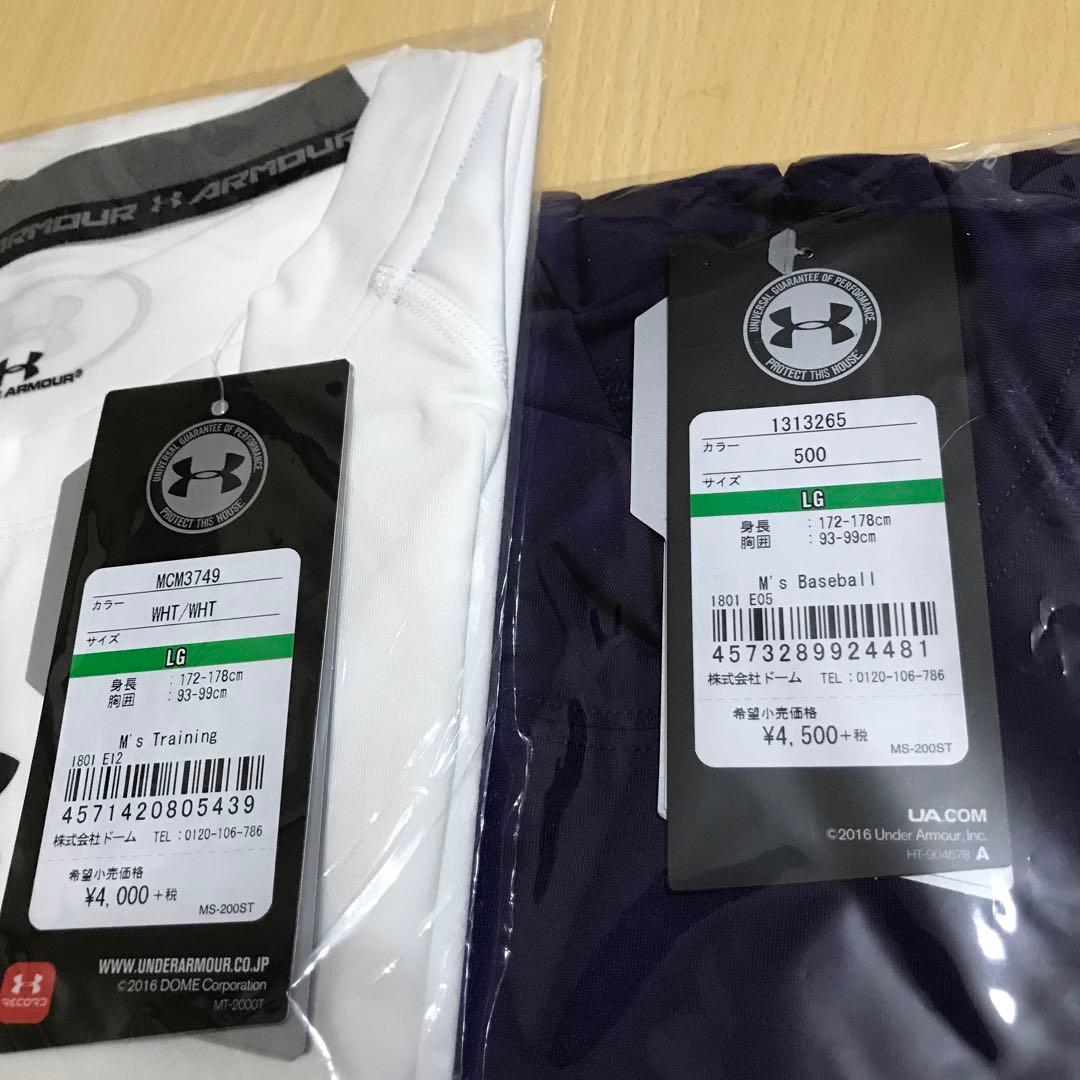 ARMOUR ARMOUR
ARMOUR®
UNIVERSAL GUARANTEE OF PERFORMANCE.
PROTECT THIS HOUSE.
MCM3749
カラー
WHT/WHT
サイズ
LG
身長 : 172-178cm
胸囲 : 93-99cm
M's Training
1801 E12
4571420805439
株式会社ドーム TEL:0120-106-786
希望小売価格
¥4,000+税
MS-200ST
WWW.UNDERARMOUR.CO.JP
©2016 DOME Corporation
MT-2000T
RECORD
UNIVERSAL GUARANTEE OF PERFORMANCE.
PROTECT THIS HOUSE.
1313265
カラー
500
サイズ
LG
身長 : 172-178cm
胸囲 : 93-99cm
M's Baseball
1801 E05
4573289924481
株式会社ドーム TEL:0120-106-786
希望小売価格
¥4,500+税
MS-200ST
UA.COM
©2016 Under Armour, Inc.
HT-90467B A